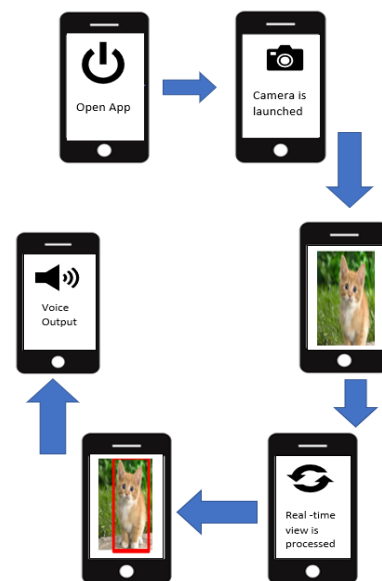 Open App
Camera is
launched
Real -time
view is
processed
Voice
Output